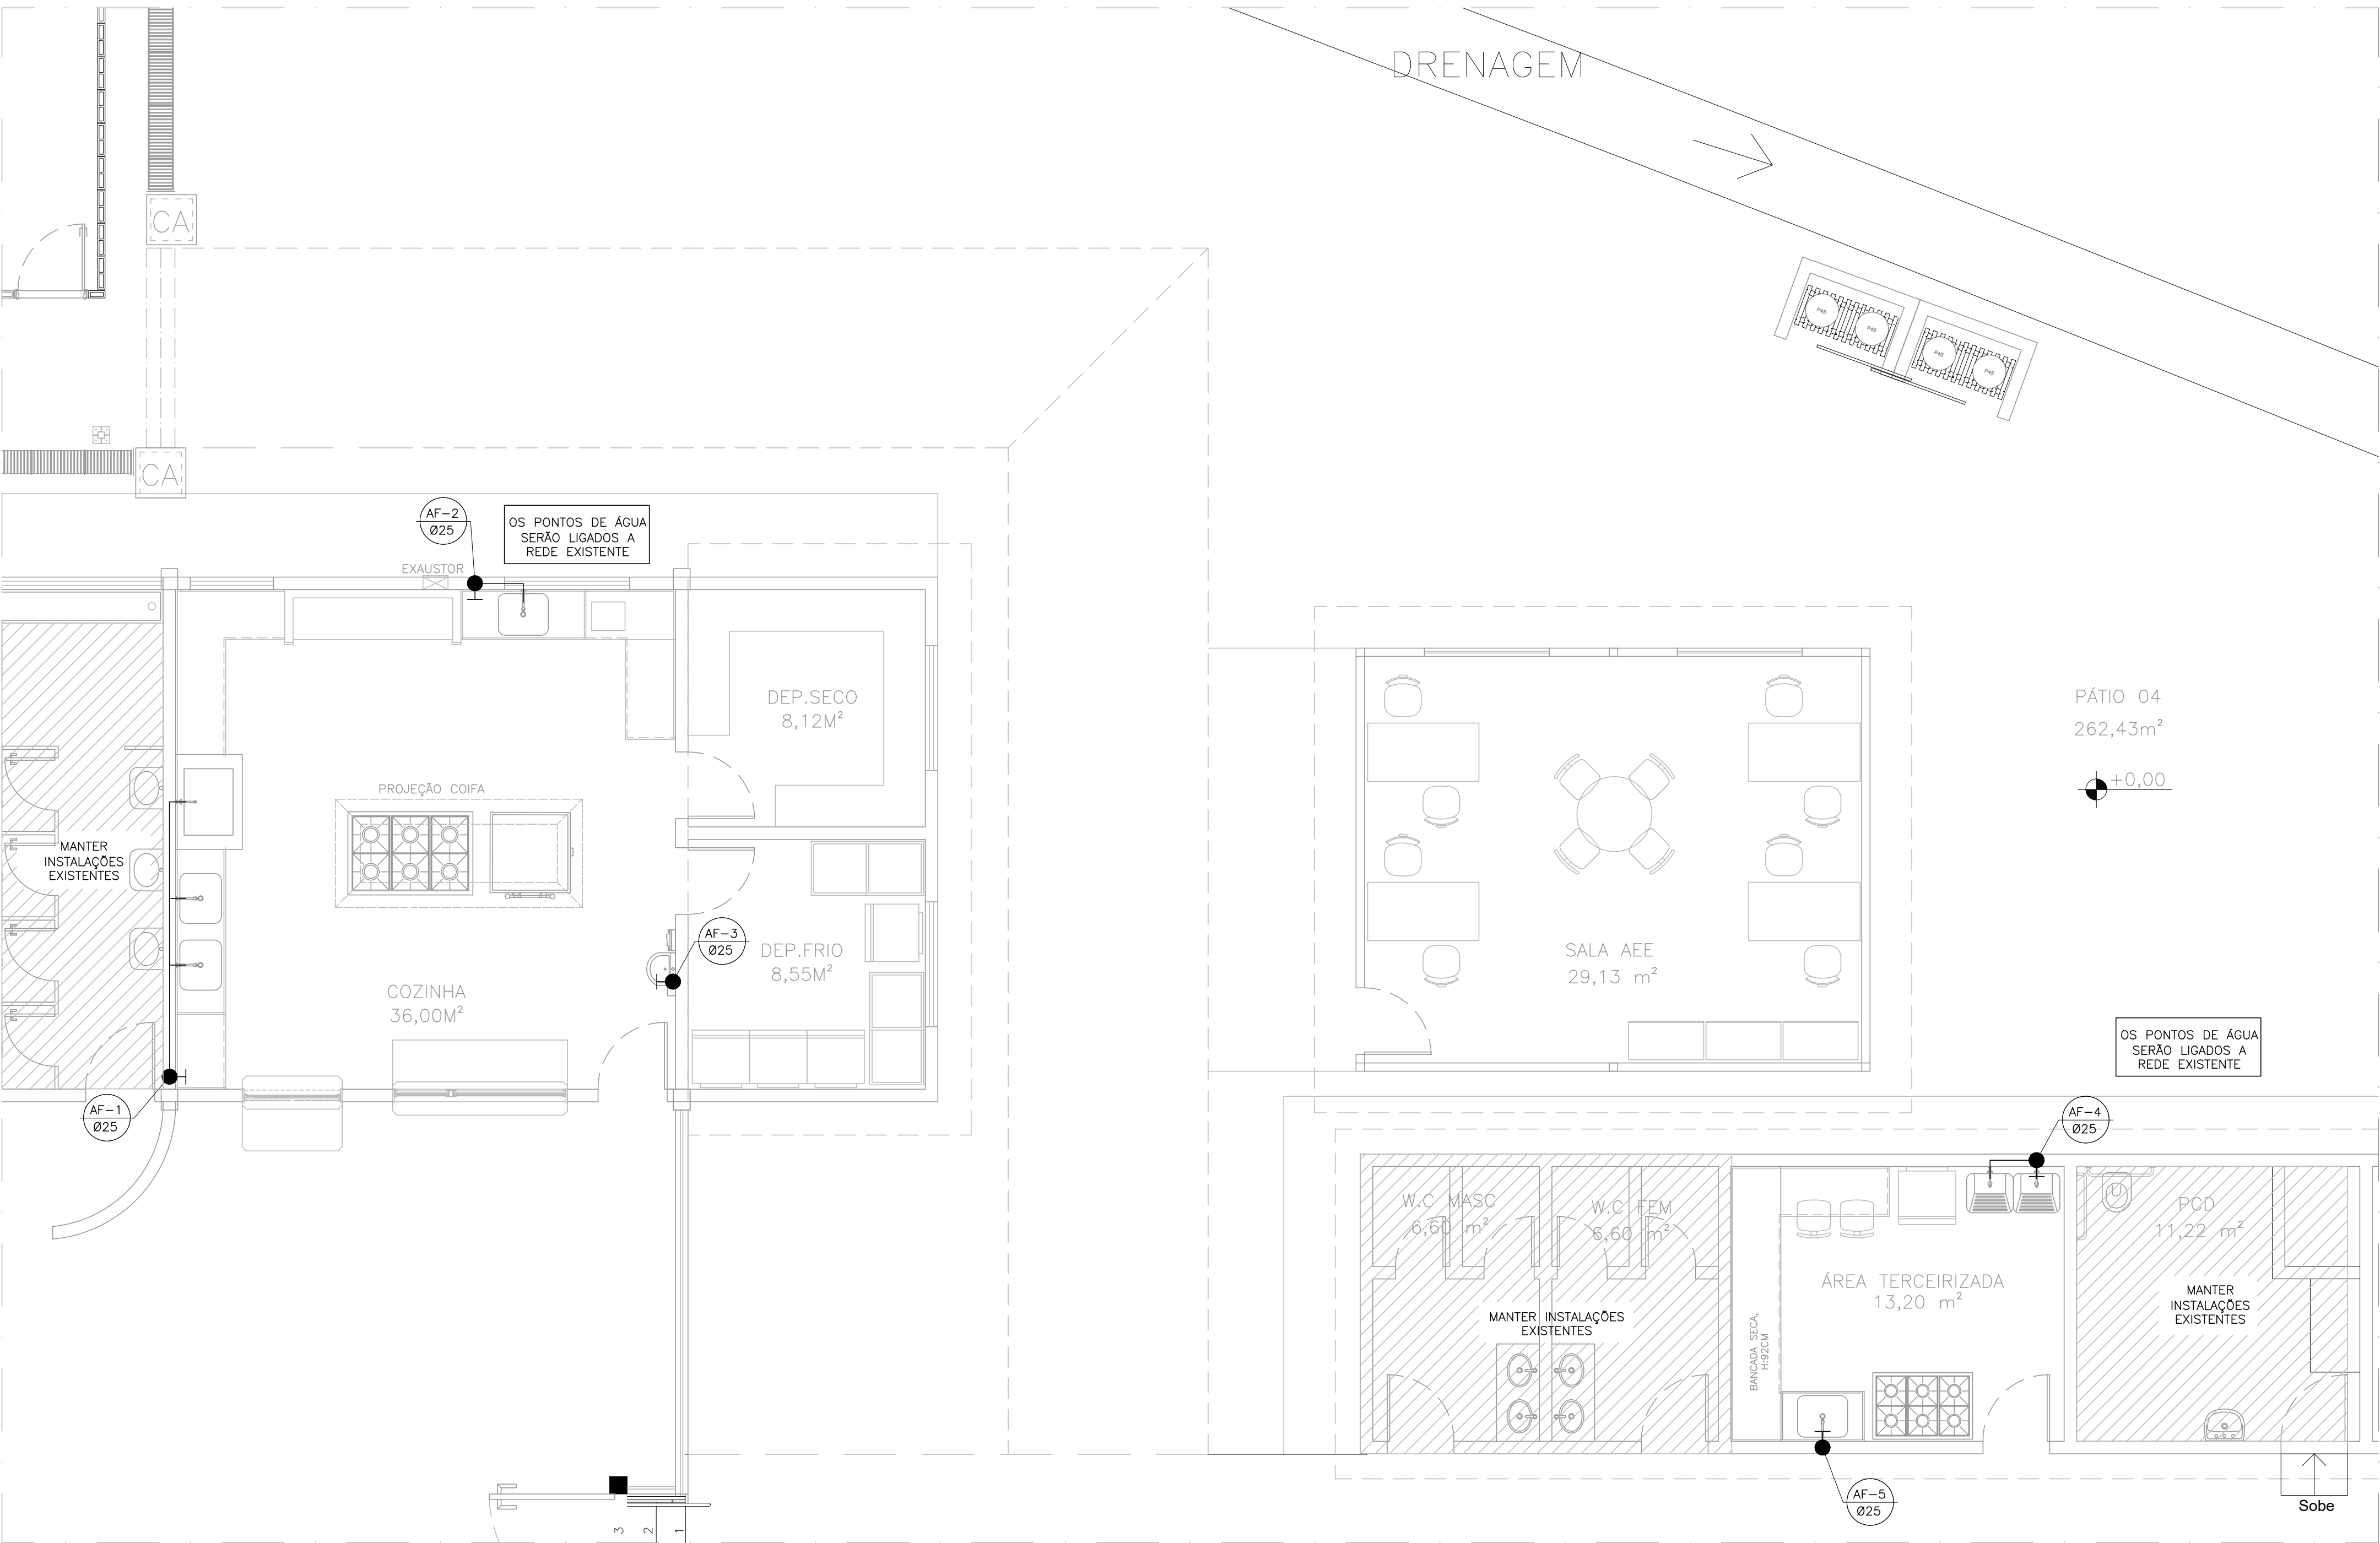 DRENAGEM
CA
P45
P45
P45
P45
CA
AF-2
Ø25
OS PONTOS DE ÁGUA
SERÃO LIGADOS A
REDE EXISTENTE
EXAUSTOR
DEP.SECO
8,12M²
PÁTIO 04
262,43m²
+0,00
PROJEÇÃO COIFA
MANTER
INSTALAÇÕES
EXISTENTES
AF-3
Ø25
DEP.FRIO
8,55M²
SALA AEE
29,13 m²
COZINHA
36,00M²
OS PONTOS DE ÁGUA
SERÃO LIGADOS A
REDE EXISTENTE
AF-1
Ø25
AF-4
Ø25
W.C MASC
6,60 m²
W.C FEM
6,60 m²
PCD
11,22 m²
ÁREA TERCEIRIZADA
13,20 m²
MANTER INSTALAÇÕES
EXISTENTES
BANCADA SECA,
H:92CM
MANTER
INSTALAÇÕES
EXISTENTES
AF-5
Ø25
Sobe
3
2
1